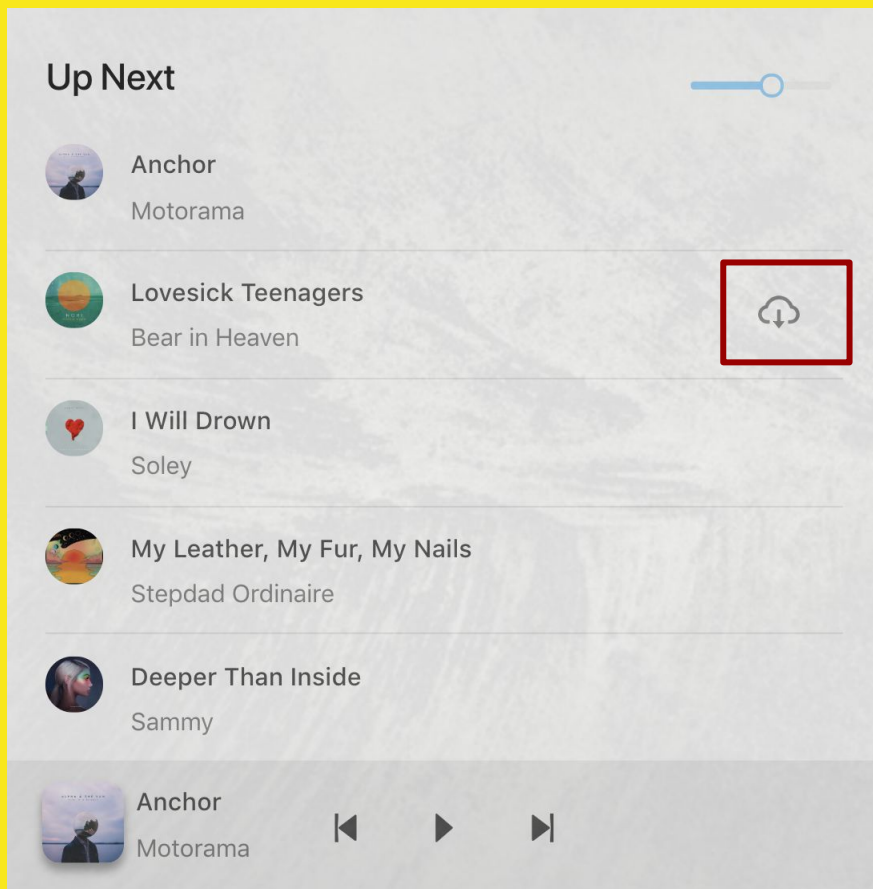 Up Next
Anchor
Motorama
Lovesick Teenagers
Bear in Heaven
I Will Drown
Soley
My Leather, My Fur, My Nails
Stepdad Ordinaire
Deeper Than Inside
Sammy
Anchor
Motorama